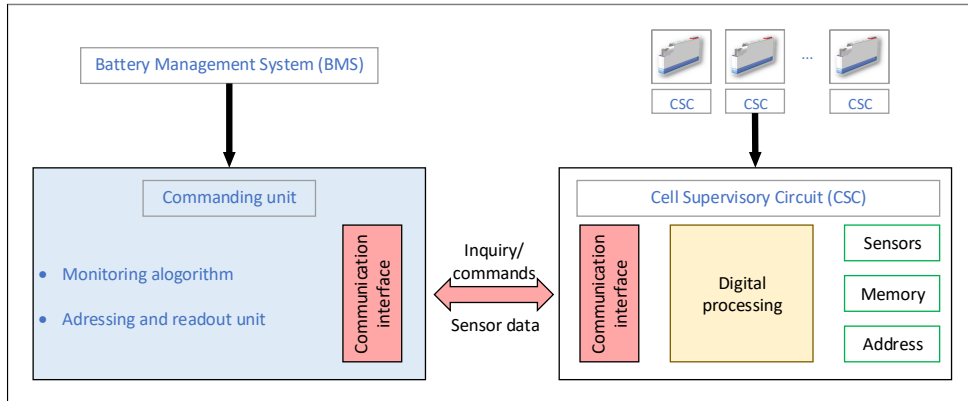 Battery Management System (BMS)
...
CSC
CSC
CSC
Commanding unit
Monitoring alogorithm
Adressing and readout unit
Communication
interface
Inquiry/
commands
Sensor data
Cell Supervisory Circuit (CSC)
Communication
interface
Digital
processing
Sensors
Memory
Address